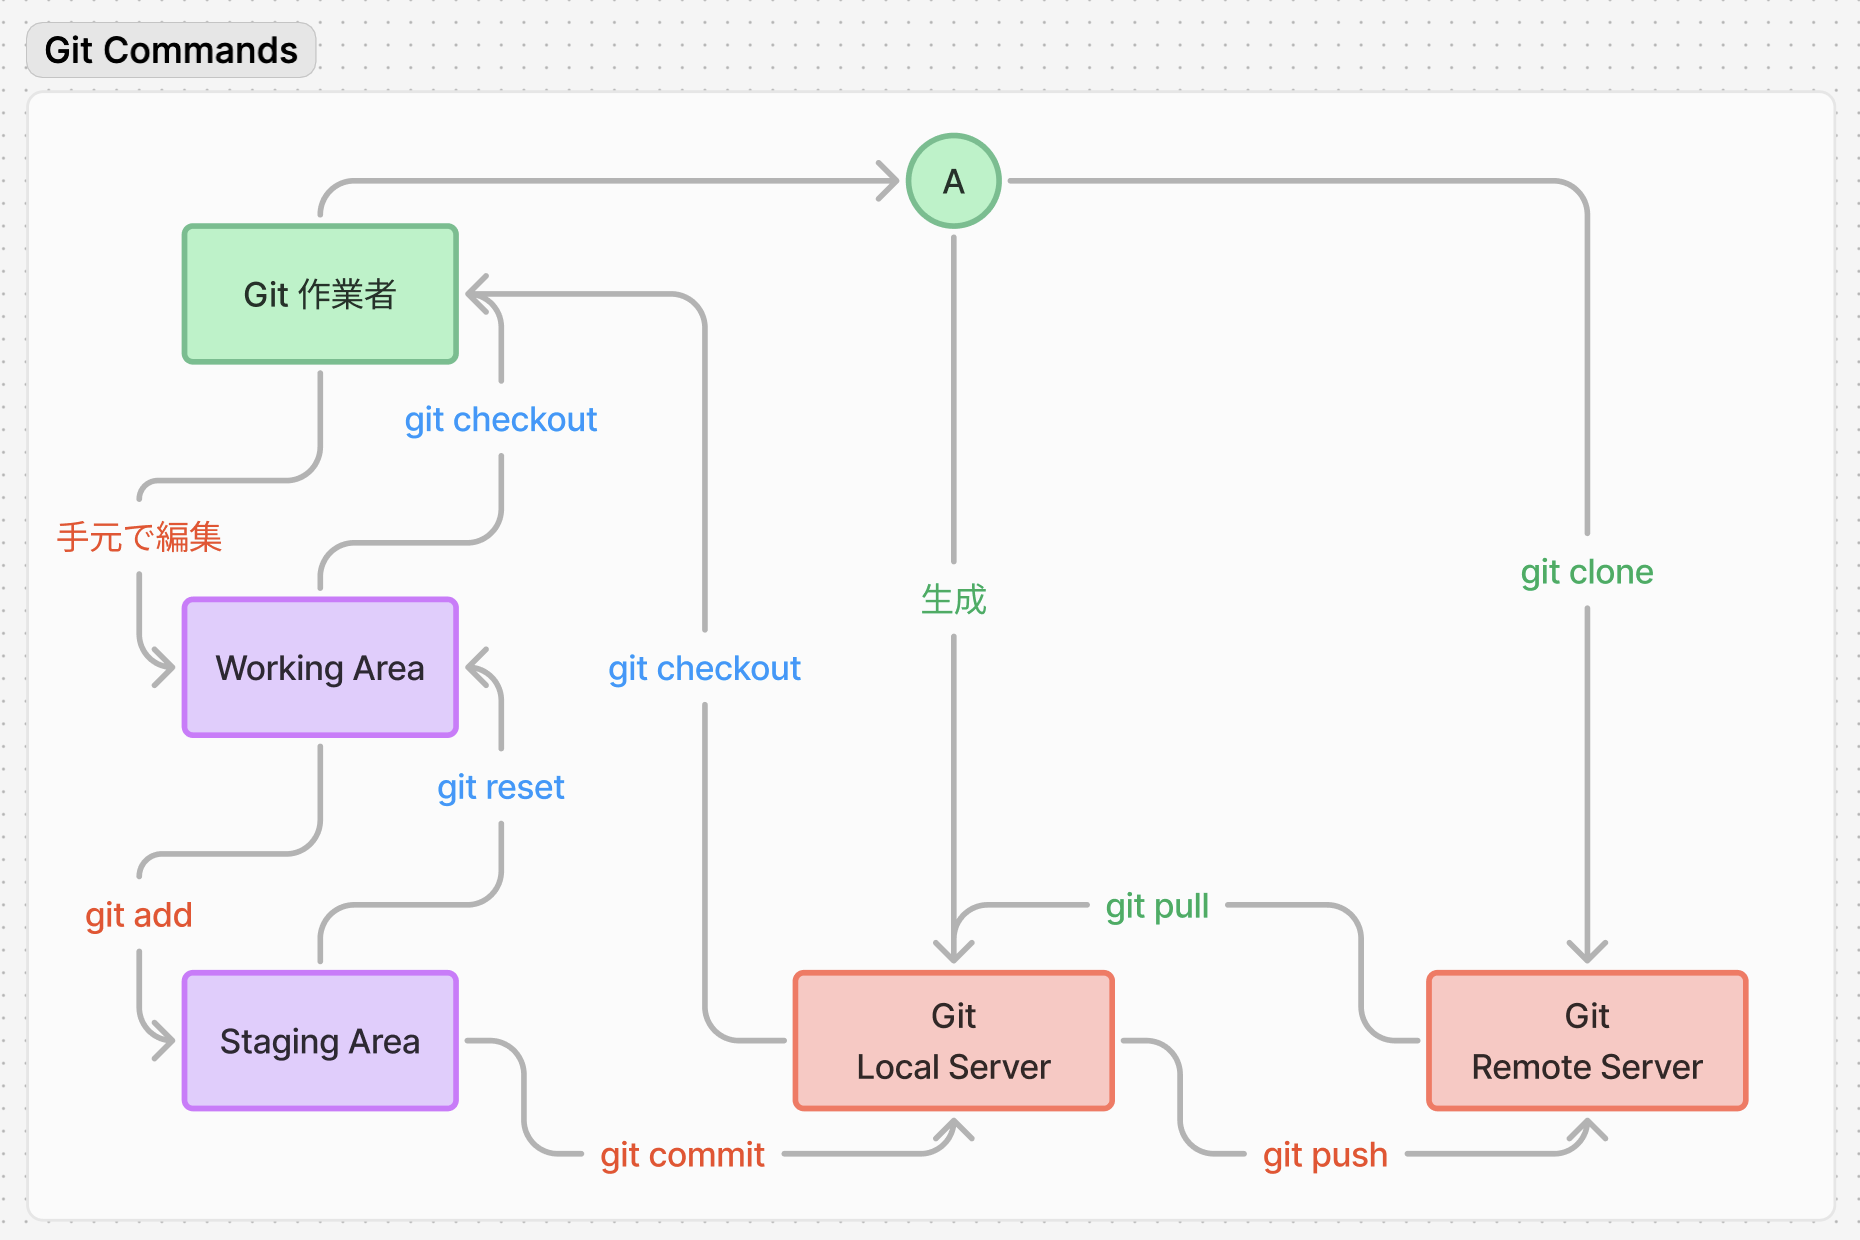 Git Commands
A
Git 作業者
git checkout
手元で編集
git clone
生成
Working Area
git checkout
git reset
git pull
git add
Git
Local Server
Git
Remote Server
Staging Area
git commit
git push